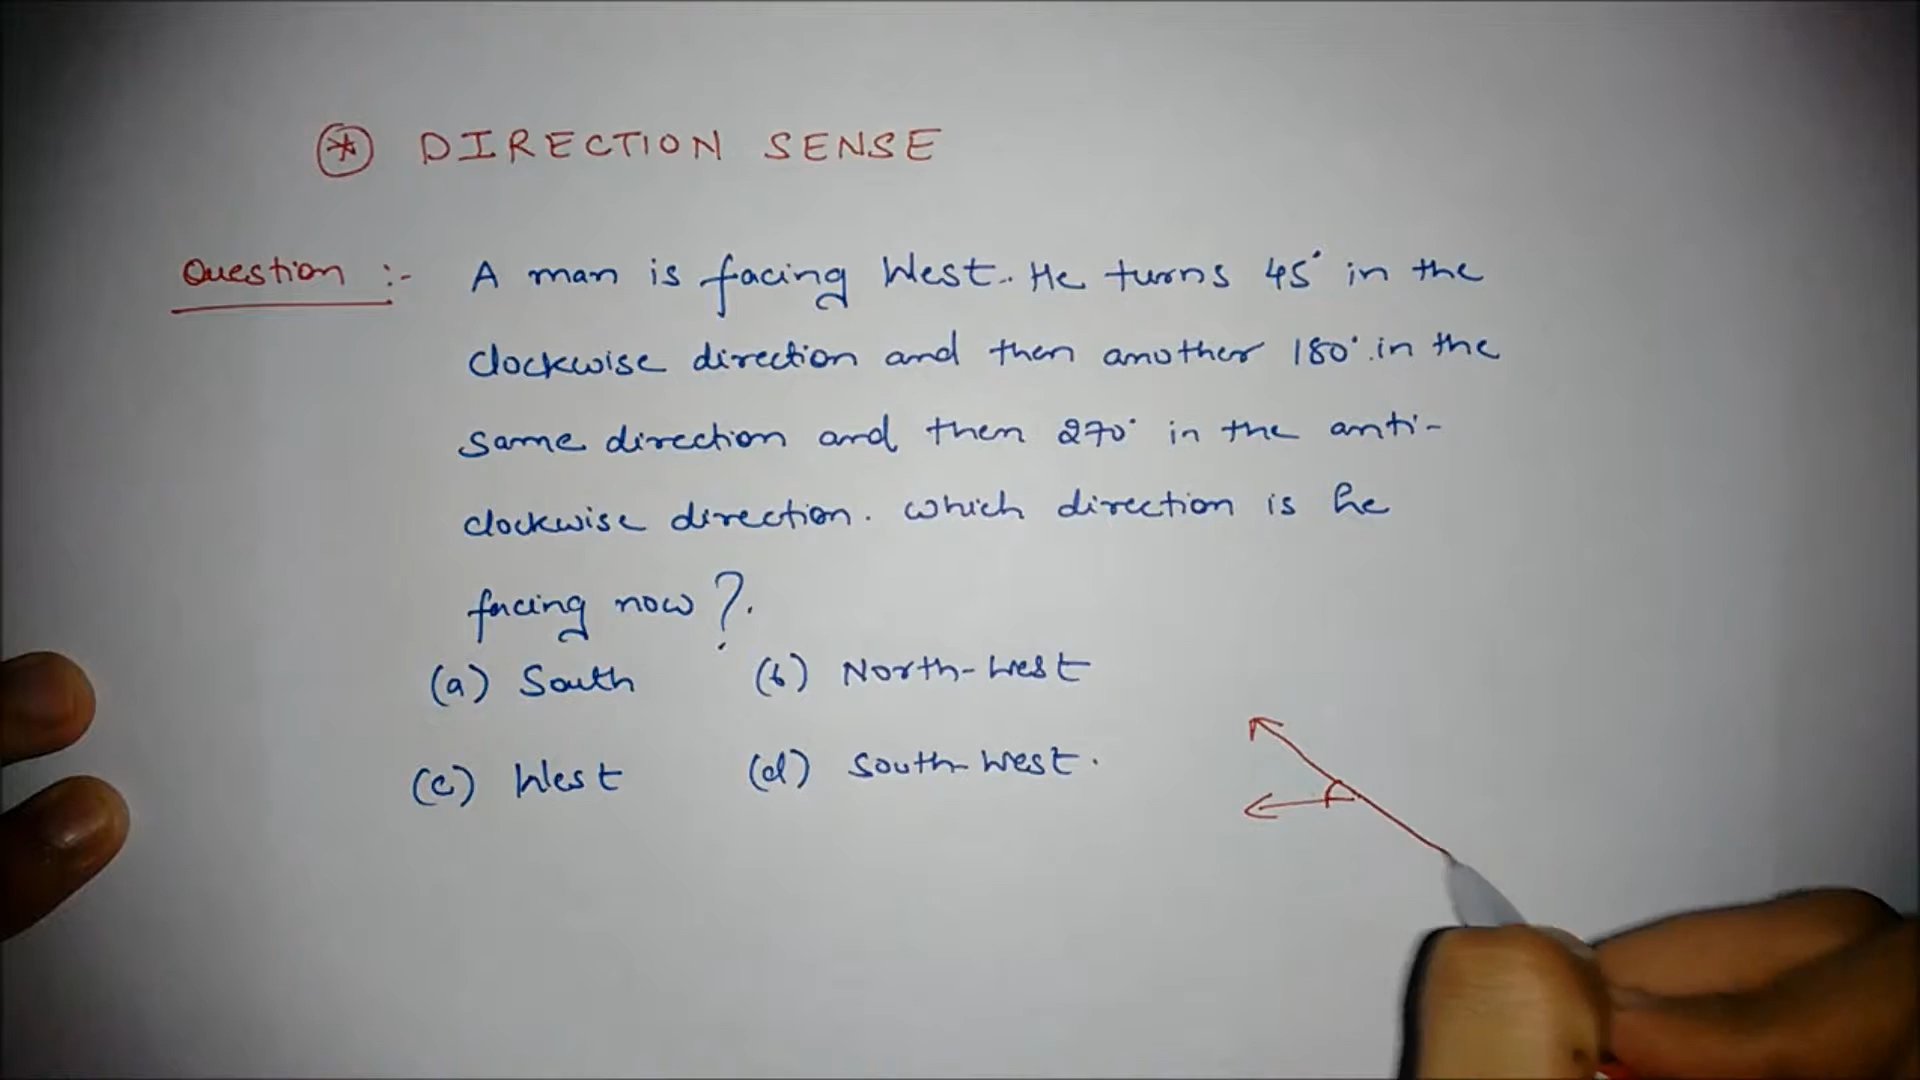 * DIRECTION SENSE
Question :- A man is facing West. He turns 45° in the
clockwise direction and then another 180° in the
same direction and then 270° in the anti-
clockwise direction. which direction is he
facing now ?
(a) South (b) North-west
(c) West (d) South-west.